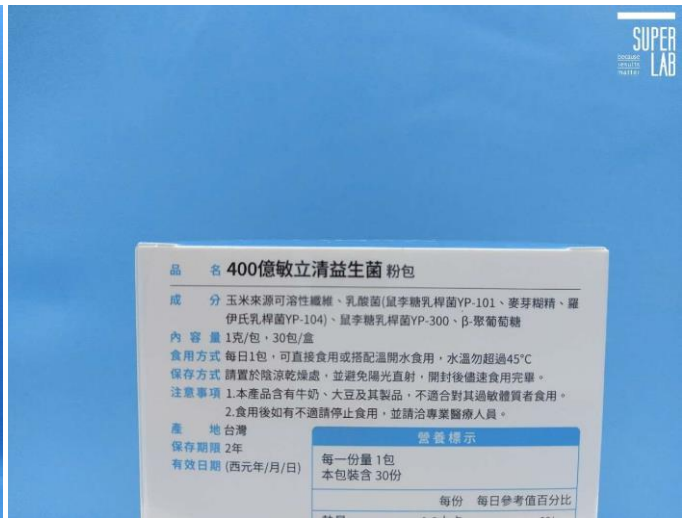 SUPER
LAB
because
results
matter
品名 400億敏立清益生菌 粉包
成分 玉米來源可溶性纖維、乳酸菌(鼠李糖乳桿菌YP-101、麥芽糊精、羅
伊氏乳桿菌YP-104)、鼠李糖乳桿菌YP-300、β-聚葡萄糖
內容量 1克/包,30包/盒
食用方式 每日1包,可直接食用或搭配溫開水食用,水溫勿超過45°C
保存方式 請置於陰涼乾燥處,並避免陽光直射,開封後儘速食用完畢。
注意事項 1.本產品含有牛奶、大豆及其製品,不適合對其過敏體質者食用。
2.食用後如有不適請停止食用,並請洽專業醫療人員。
產地 台灣
保存期限 2年
有效日期 (西元年/月/日)
營養標示
每一份量 1包
本包裝含 30份
每份 每日參考值百分比